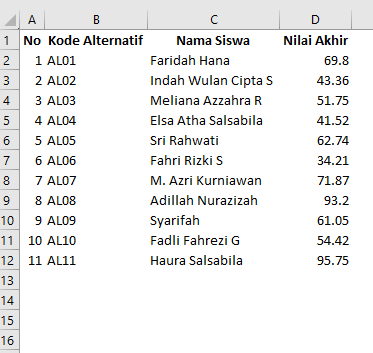 A B C D
1 No Kode Alternatif Nama Siswa Nilai Akhir
2 1 AL01 Faridah Hana 69.8
3 2 AL02 Indah Wulan Cipta S 43.36
4 3 AL03 Meliana Azzahra R 51.75
5 4 AL04 Elsa Atha Salsabila 41.52
6 5 AL05 Sri Rahwati 62.74
7 6 AL06 Fahri Rizki S 34.21
8 7 AL07 M. Azri Kurniawan 71.87
9 8 AL08 Adillah Nurazizah 93.2
10 9 AL09 Syarifah 61.05
11 10 AL10 Fadli Fahrezi G 54.42
12 11 AL11 Haura Salsabila 95.75
13
14
15
16